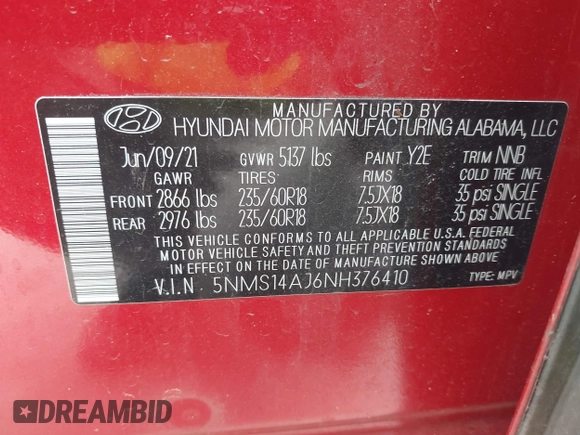 MANUFACTURED BY
HYUNDAI MOTOR MANUFACTURING ALABAMA, LLC
Jun/09/21 GVWR 5137 lbs PAINT Y2E TRIM NNB
GAWR TIRES: RIMS COLD TIRE INFL
FRONT 2866 lbs 235/60R18 7.5JX18 35 psi SINGLE
REAR 2976 lbs 235/60R18 7.5JX18 35 psi SINGLE
THIS VEHICLE CONFORMS TO ALL APPLICABLE U.S.A. FEDERAL
MOTOR VEHICLE SAFETY AND THEFT PREVENTION STANDARDS
IN EFFECT ON THE DATE OF MANUFACTURE SHOWN ABOVE.
V.I.N 5NMS14AJ6NH376410 TYPE: MPV
DREAMBID